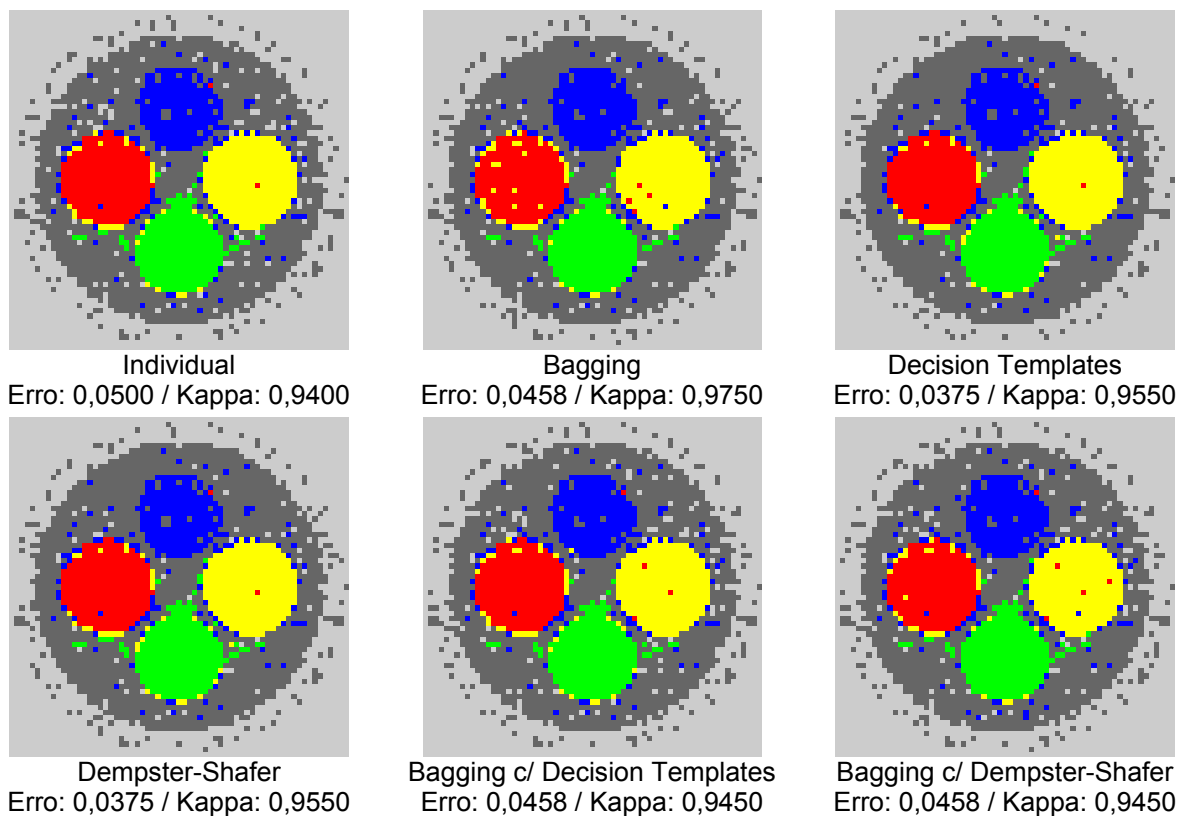 Individual
Erro: 0,0500 / Kappa: 0,9400
Bagging
Erro: 0,0458 / Kappa: 0,9750
Decision Templates
Erro: 0,0375 / Kappa: 0,9550
Dempster-Shafer
Erro: 0,0375 / Kappa: 0,9550
Bagging c/ Decision Templates
Erro: 0,0458 / Kappa: 0,9450
Bagging c/ Dempster-Shafer
Erro: 0,0458 / Kappa: 0,9450